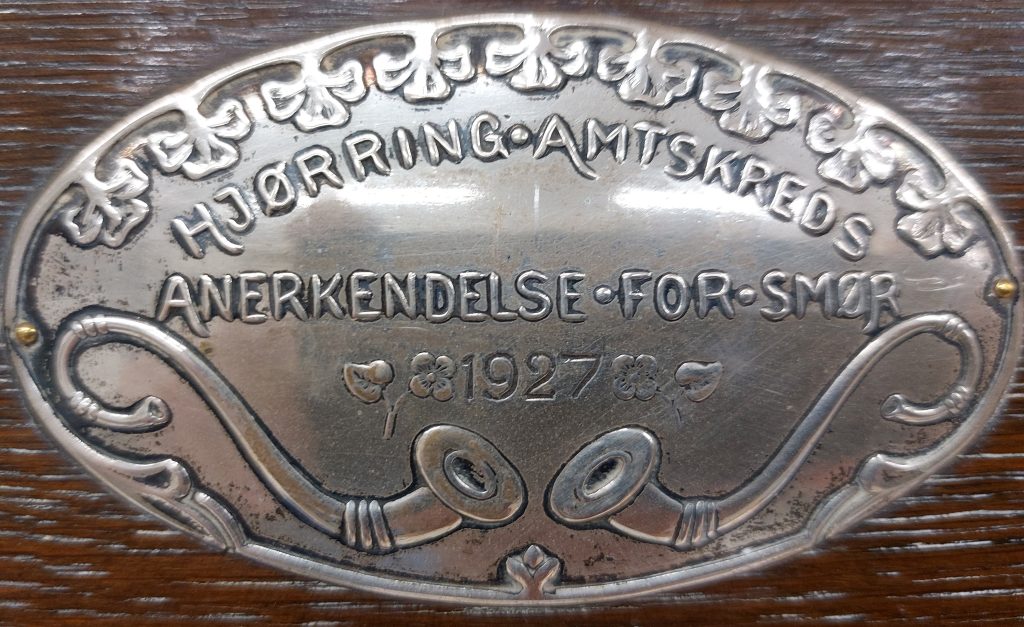 HJØRRING·AMTSKREDS
ANERKENDELSE·FOR·SMØR
1927